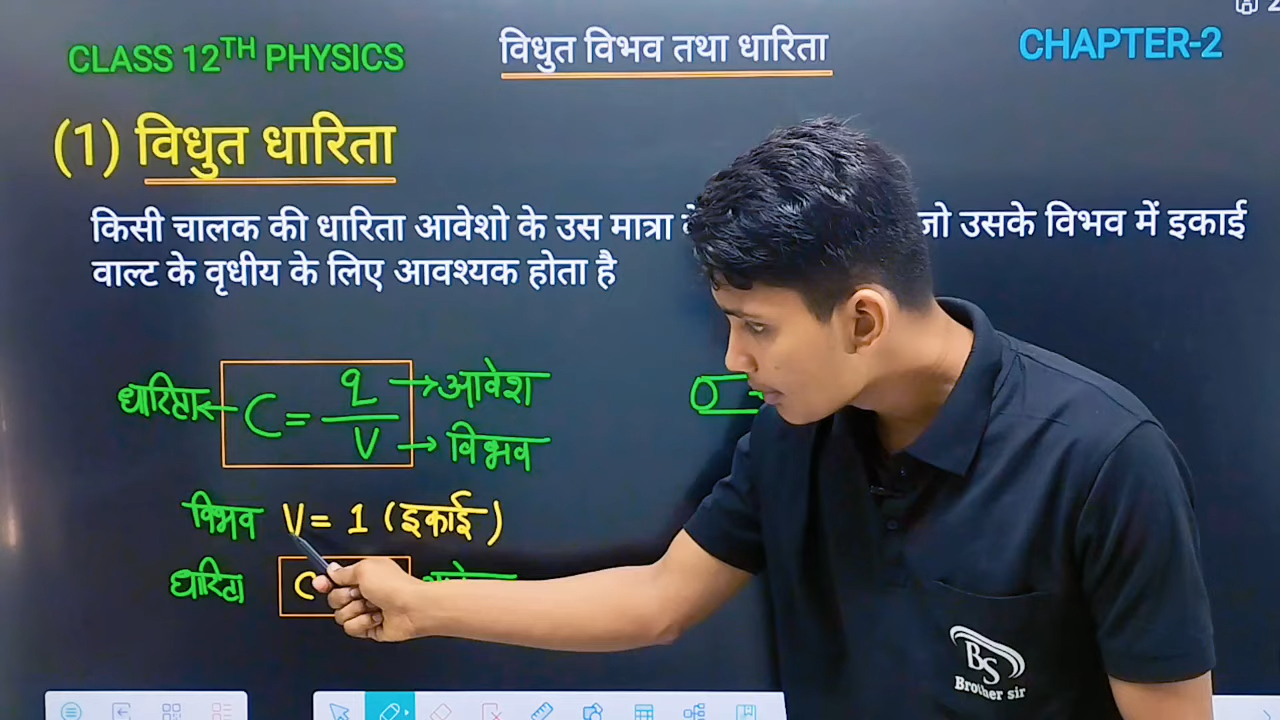 CLASS 12TH PHYSICS
विधुत विभव तथा धारिता
CHAPTER-2
(1) विधुत धारिता
किसी चालक की धारिता आवेशो के उस मात्रा जो उसके विभव में इकाई
वाल्ट के वृधीय के लिए आवश्यक होता है
धारिता C = q/V
आवेश
विभव
विभव V = 1 (इकाई)
धारिता C
BS
Brother sir